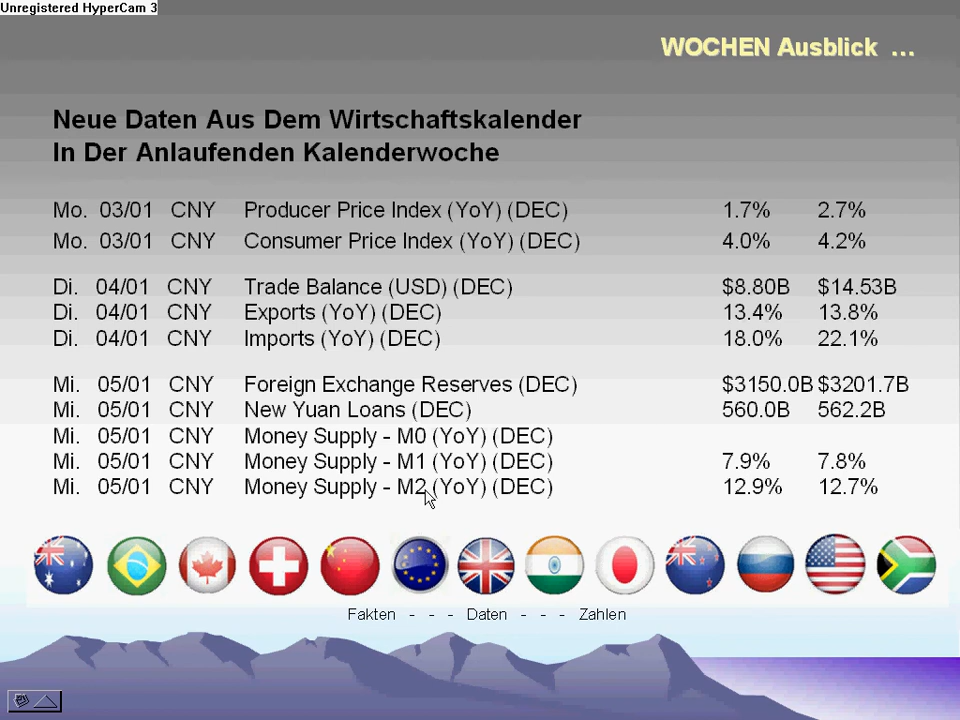 Unregistered HyperCam 3
WOCHEN Ausblick ...
Neue Daten Aus Dem Wirtschaftskalender
In Der Anlaufenden Kalenderwoche
Mo. 03/01 CNY Producer Price Index (YoY) (DEC) 1.7% 2.7%
Mo. 03/01 CNY Consumer Price Index (YoY) (DEC) 4.0% 4.2%
Di. 04/01 CNY Trade Balance (USD) (DEC) $8.80B $14.53B
Di. 04/01 CNY Exports (YoY) (DEC) 13.4% 13.8%
Di. 04/01 CNY Imports (YoY) (DEC) 18.0% 22.1%
Mi. 05/01 CNY Foreign Exchange Reserves (DEC) $3150.0B $3201.7B
Mi. 05/01 CNY New Yuan Loans (DEC) 560.0B 562.2B
Mi. 05/01 CNY Money Supply - M0 (YoY) (DEC)
Mi. 05/01 CNY Money Supply - M1 (YoY) (DEC) 7.9% 7.8%
Mi. 05/01 CNY Money Supply - M2 (YoY) (DEC) 12.9% 12.7%
Fakten - - - Daten - - - Zahlen